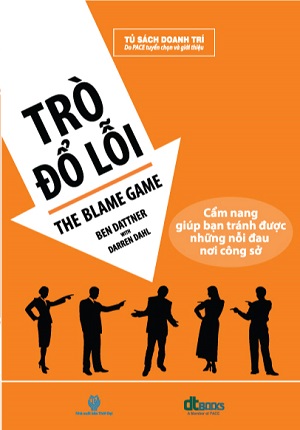 TỦ SÁCH DOANH TRÍ
Do PACE tuyển chọn và giới thiệu
TRÒ
ĐỔ LỖI
THE BLAME GAME
BEN DATTNER
WITH
DARREN DAHL
Cẩm nang
giúp bạn tránh được
những nỗi đau
nơi công sở
dtBOOKS